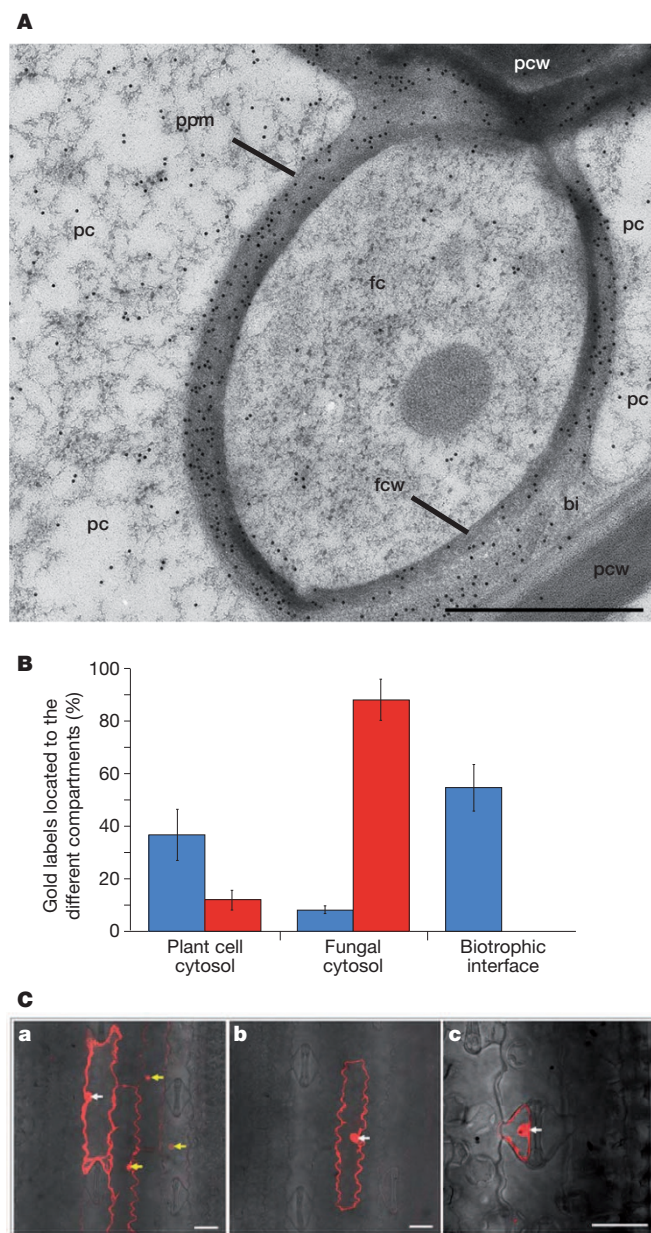 A
pcw
ppm
pc
pc
fc
pc
fcw
bi
pc
pcw
B
Gold labels located to the
different compartments (%)
100
80
60
40
20
0
Plant cell
cytosol
Fungal
cytosol
Biotrophic
interface
C
a
b
c